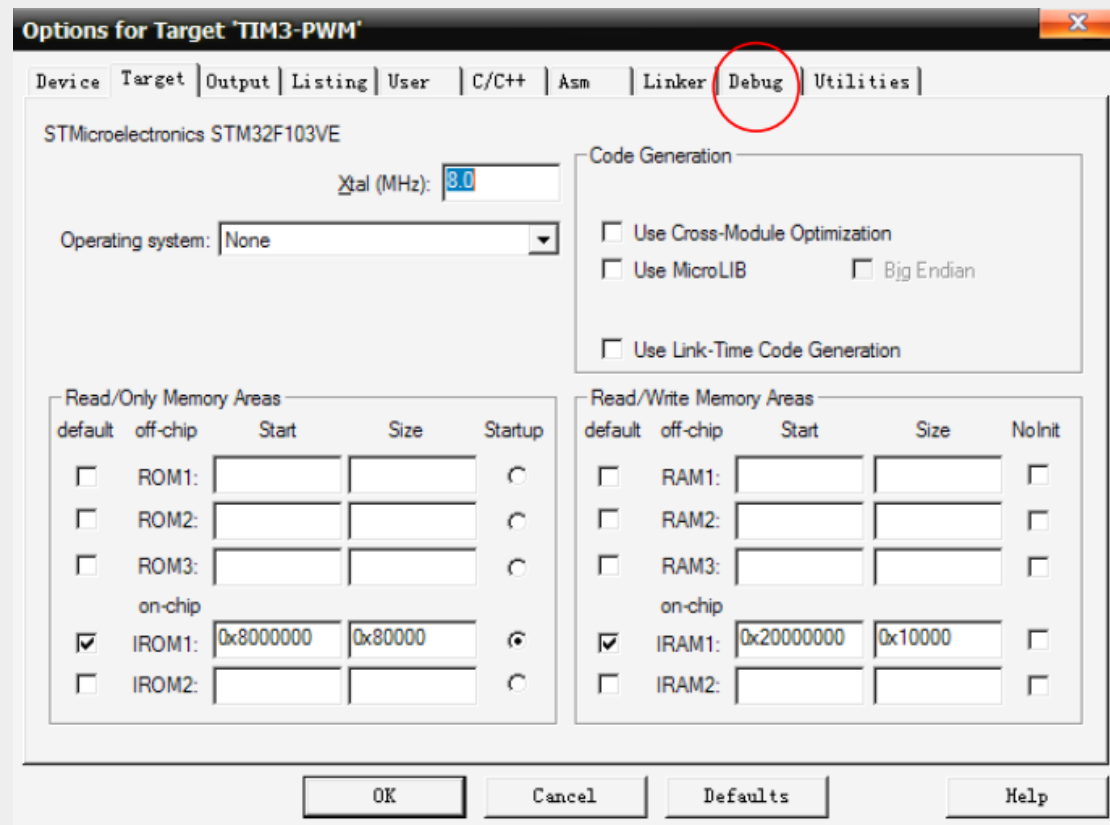 Options for Target 'TIM3-PWM'
Device Target Output Listing User C/C++ Asm Linker Debug Utilities
STMicroelectronics STM32F103VE
Xtal (MHz): 8.0
Operating system: None
Code Generation
Use Cross-Module Optimization
Use MicroLIB Big Endian
Use Link-Time Code Generation
Read/Only Memory Areas
default off-chip Start Size Startup
ROM1:
ROM2:
ROM3:
on-chip
IROM1: 0x8000000 0x80000
IROM2:
Read/Write Memory Areas
default off-chip Start Size NoInit
RAM1:
RAM2:
RAM3:
on-chip
IRAM1: 0x20000000 0x10000
IRAM2:
OK Cancel Defaults Help